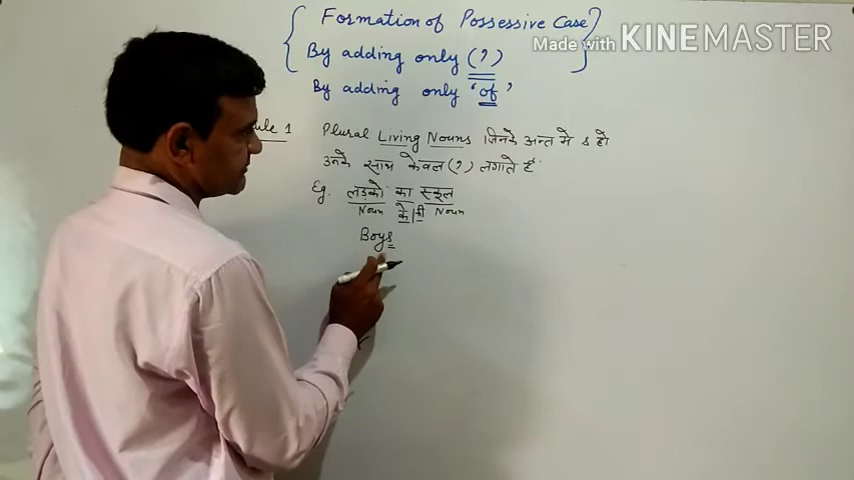 Formation of Possessive Case
Made with KINEMASTER
By adding only (')
By adding only 'of'
ule 1 Plural Living Nouns जिनके अन्त में s हो
उनके साथ केवल (') लगाते हैं
Eg. लड़कों का स्कूल
Noun के/की Noun
Boys